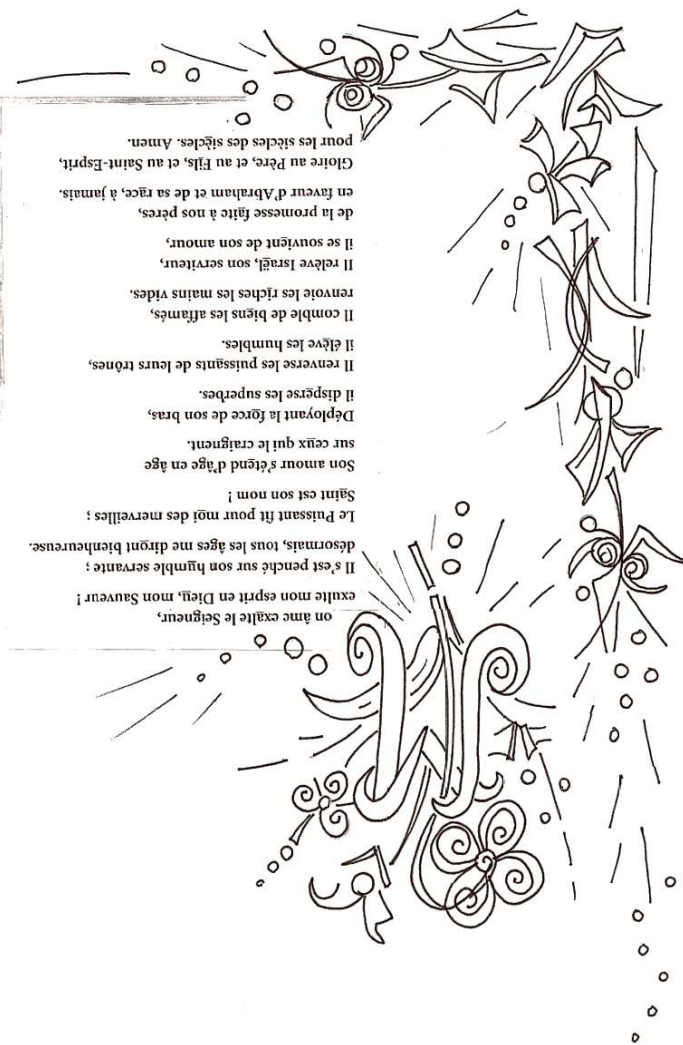 Mon âme exalte le Seigneur,
exulte mon esprit en Dieu, mon Sauveur !
Il s'est penché sur son humble servante ;
désormais, tous les âges me diront bienheureuse.
Le Puissant fit pour moi des merveilles ;
Saint est son nom !
Son amour s'étend d'âge en âge
sur ceux qui le craignent.
Déployant la force de son bras,
il disperse les superbes.
Il renverse les puissants de leurs trônes,
il élève les humbles.
Il comble de biens les affamés,
renvoie les riches les mains vides.
Il relève Israël, son serviteur,
il se souvient de son amour,
de la promesse faite à nos pères,
en faveur d'Abraham et de sa race, à jamais.
Gloire au Père, et au Fils, et au Saint-Esprit,
pour les siècles des siècles. Amen.